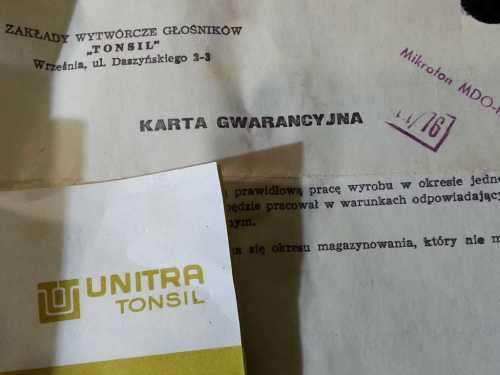 ZAKŁADY WYTWÓRCZE GŁOŚNIKÓW
„TONSIL"
Września, ul. Daszyńskiego 2-3
Mikrofon MDO-
/76
KARTA GWARANCYJNA
prawidłową pracę wyrobu w okresie
będzie pracował w warunkach
się okresu magazynowania, który nie
UNITRA
TONSIL